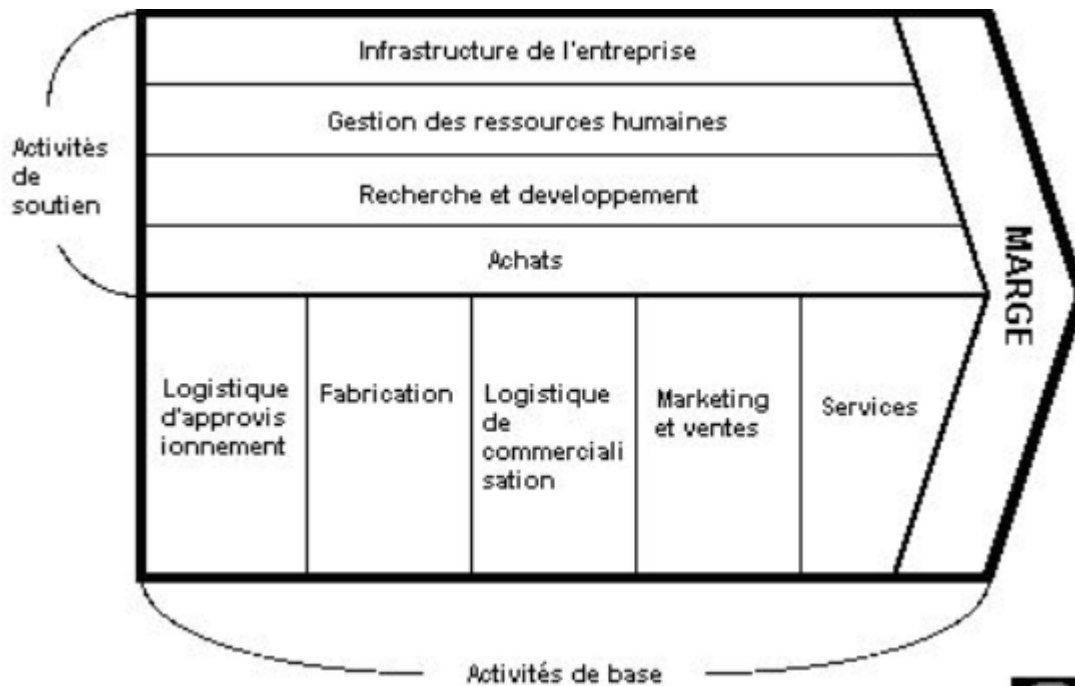 Infrastructure de l'entreprise
Gestion des ressources humaines
Recherche et developpement
Achats
Activitès
de
soutien
MARGE
Logistique
d'approvis
ionnement
Fabrication
Logistique
de
commerciali
sation
Marketing
et ventes
Services
Activités de base